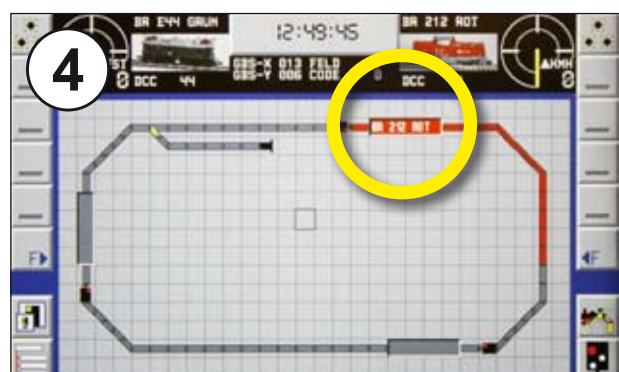 4
BR E44 GRUN
12:49:45
BR 212 ROT
ST
0 DCC 44
GBS-X 013 FELD
GBS-Y 006 CODE 0
DCC
KMH
0
BR 212 ROT
F
F